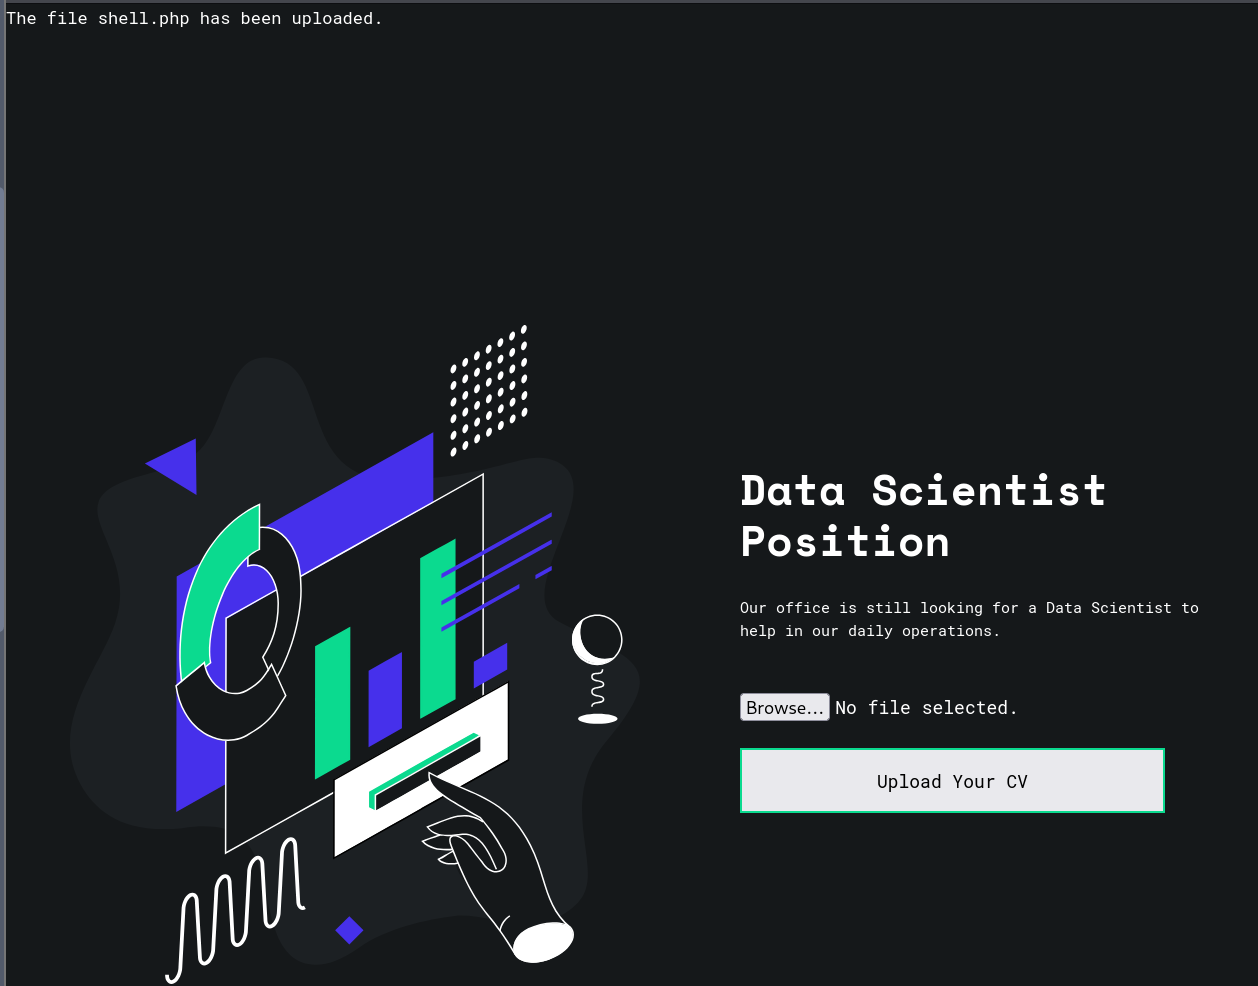 The file shell.php has been uploaded.
Data Scientist
Position
Our office is still looking for a Data Scientist to
help in our daily operations.
Browse... No file selected.
Upload Your CV